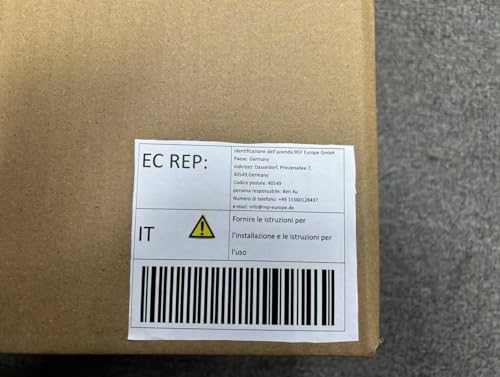 EC REP:
Identificazione dell'azienda REP Europe GmbH
Paese: Germany
indirizzo: Dasseldorf, Prinzenallee 7,
40549,Germany
Codice postale: 40549
persona responsabile: Ben Xu
Numero di telefono: +49 15560128437
e-mail: info@rep-europe.de
IT
Fornire le istruzioni per
l'installazione e le istruzioni per
l'uso